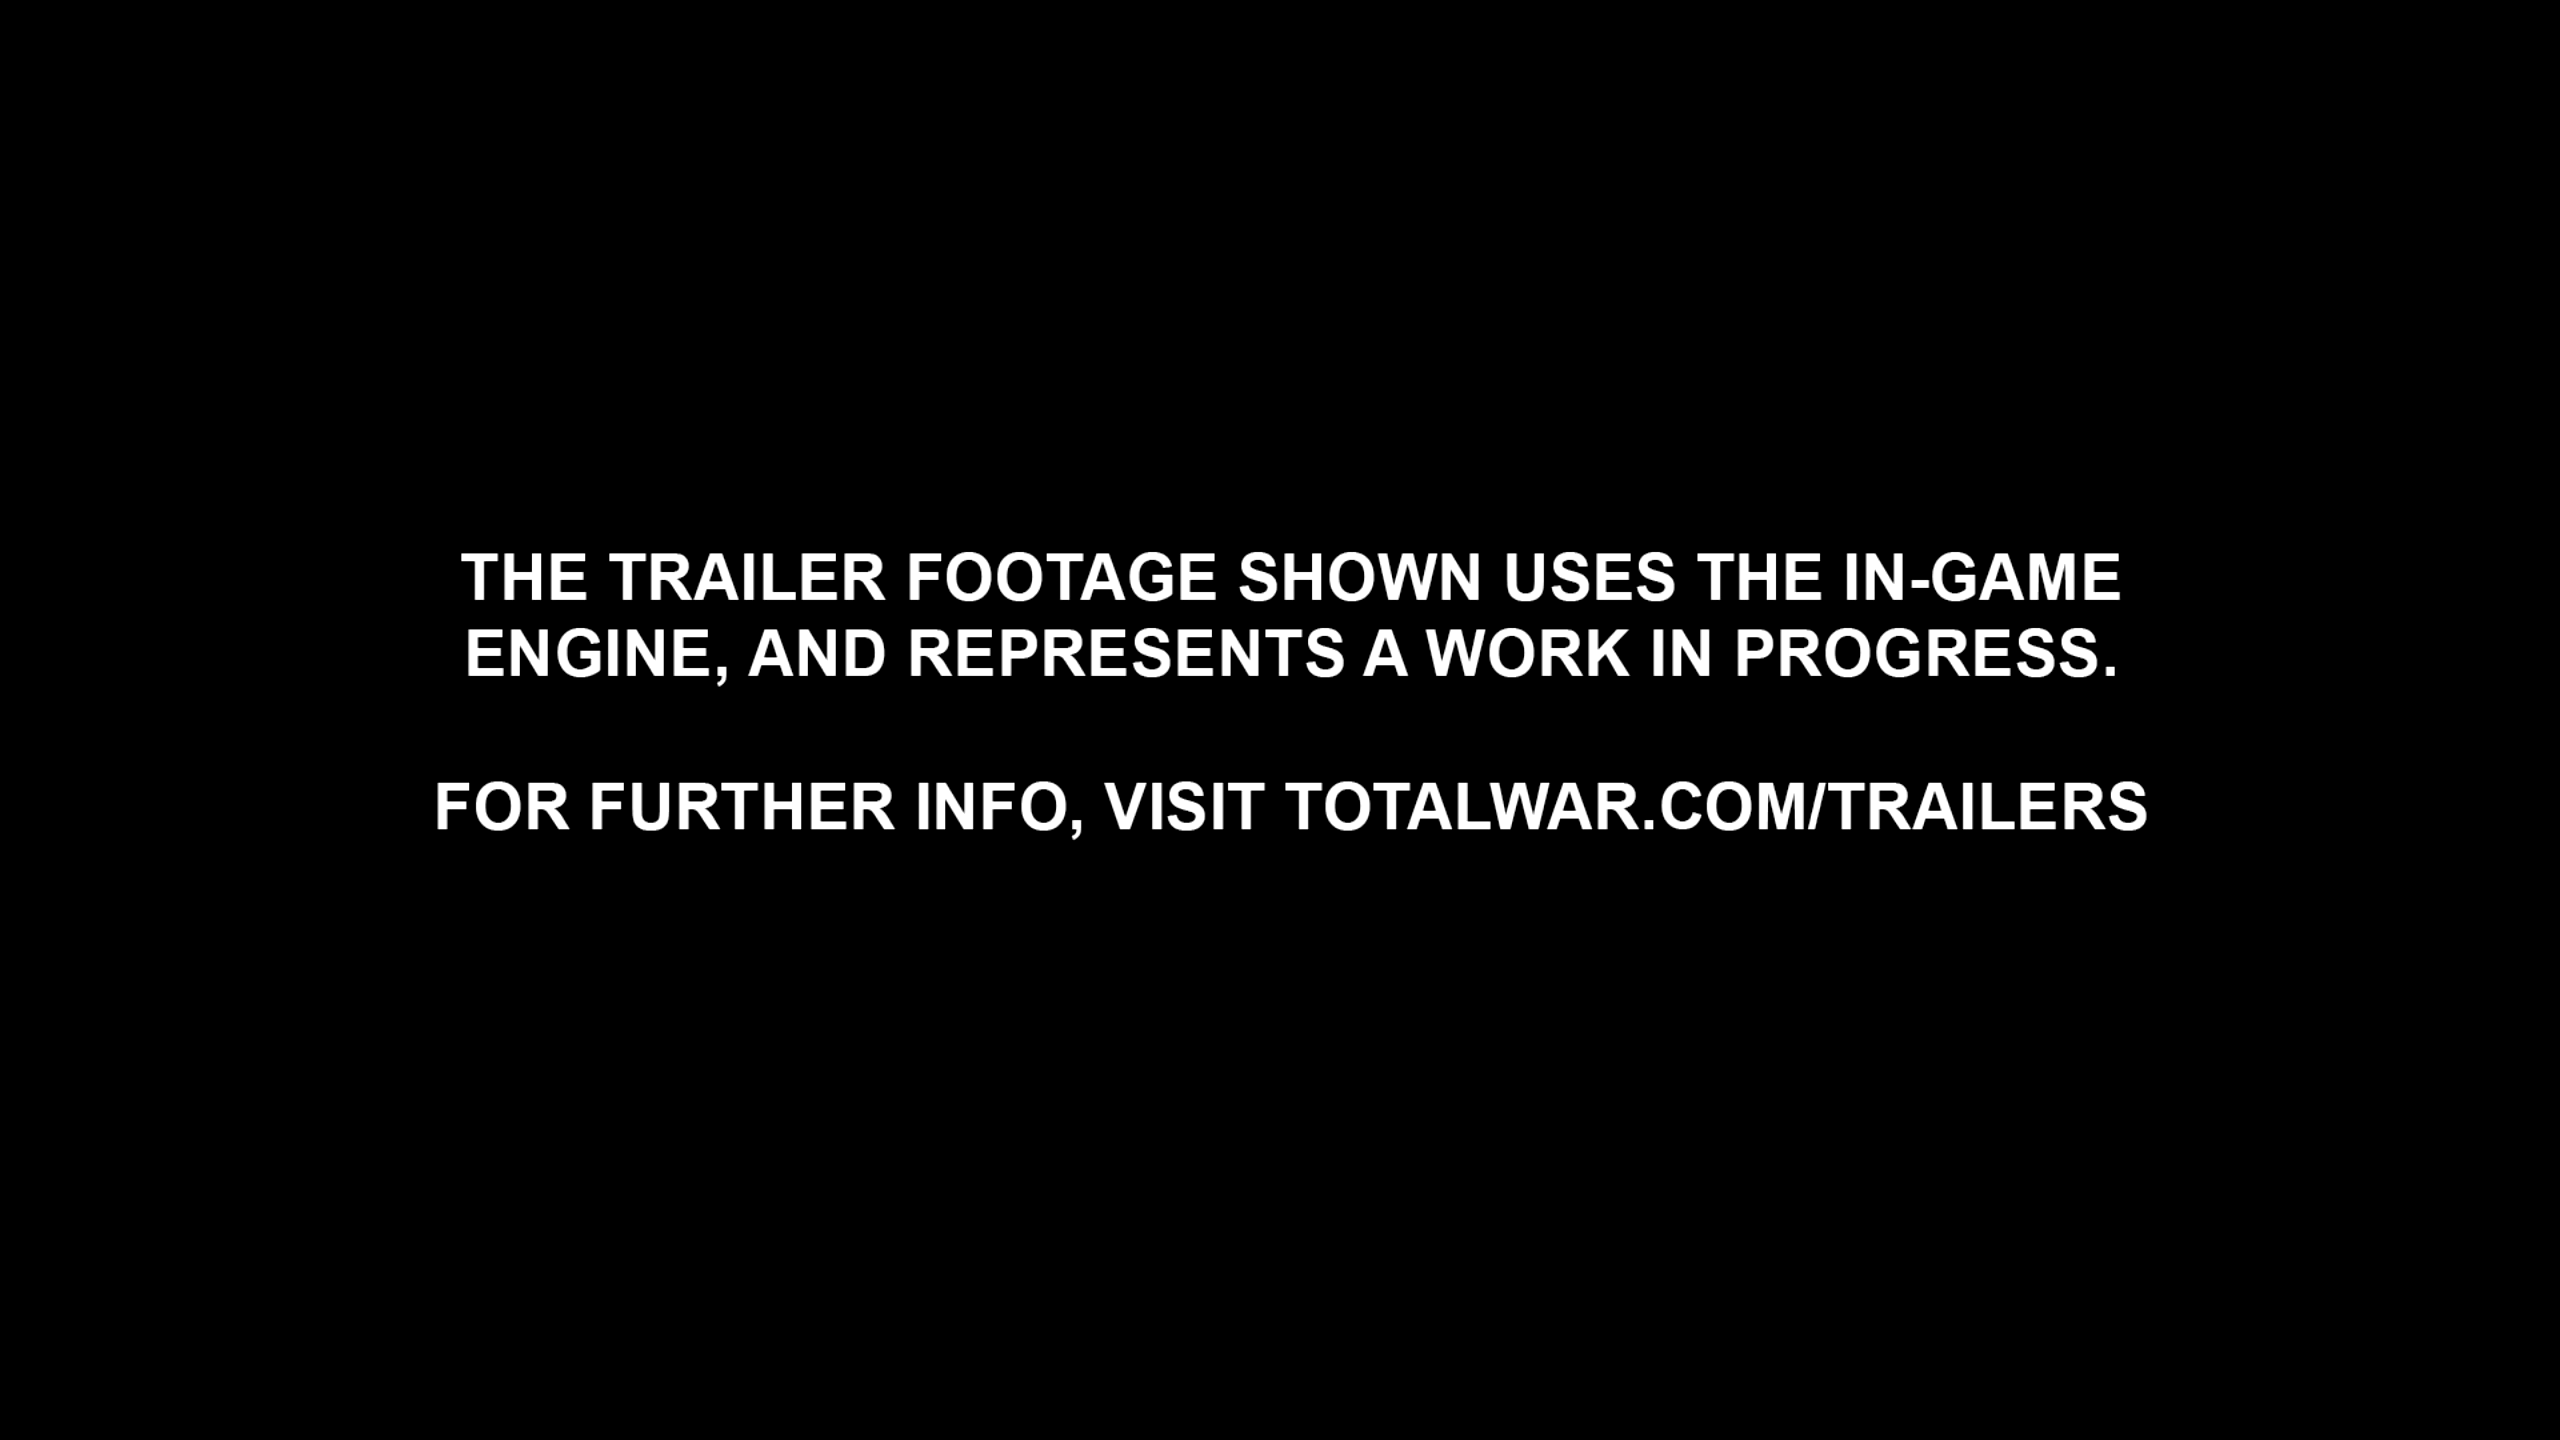 THE TRAILER FOOTAGE SHOWN USES THE IN-GAME
ENGINE, AND REPRESENTS A WORK IN PROGRESS.
FOR FURTHER INFO, VISIT TOTALWAR.COM/TRAILERS